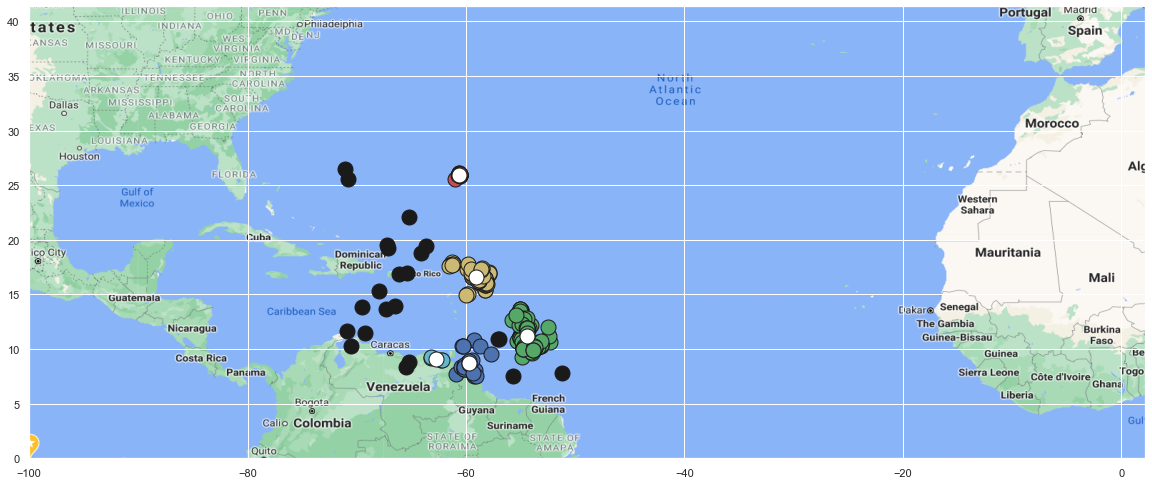 ILLINOIS
OHIO
PENN
Philadelphia
Portugal
Madrid
Spain
40
tates
INDIANA
WEST
VIRGINIA
MD
DE NJ
MISSOURI
KENTUCKY
VIRGINIA
35
OKLAHOMA
TENNESSEE
NORTH
CAROLINA
North
Atlantic
Ocean
ARKANSAS
MISSISSIPPI
SOUTH
CAROLINA
Dallas
ALABAMA
Morocco
30
GEORGIA
LOUISIANA
Houston
25
FLORIDA
Gulf of
Mexico
Western
Sahara
20
Cuba
ico City
Dominican
Republic
o Rico
Mauritania
Mali
15
Guatemala
Caribbean Sea
Dakar
Senegal
The Gambia
Guinea-Bissau
Burkina
Faso
Nicaragua
10
Caracas
Costa Rica
Panama
Venezuela
Guinea
Sierra Leone
Côte d'Ivoire
Ghana
Togo
Liberia
5
Bogota
Cali
Colombia
Guyana
French
Guiana
Suriname
STATE OF
RORAIMA
STATE OF
AMAPA
Quito
0
−100
−80
−60
−40
−20
0